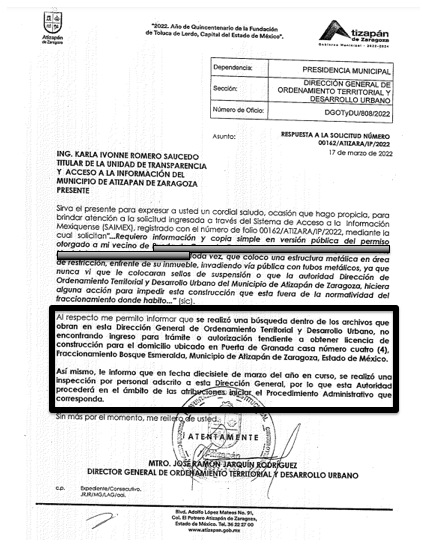 Atizapán
de Zaragoza
"2022. Año de Quincentenario de la Fundación
de Toluca de Lerdo, Capital del Estado de México".
Atizapán
de Zaragoza
Gobierno Municipal · 2022-2024
Dependencia: PRESIDENCIA MUNICIPAL
Sección: DIRECCIÓN GENERAL DE
ORDENAMIENTO TERRITORIAL Y
DESARROLLO URBANO
Número de Oficio: DGOTyDU/808/2022
Asunto: RESPUESTA A LA SOLICITUD NÚMERO
00162/ATIZARA/IP/2022
17 de marzo de 2022
ING. KARLA IVONNE ROMERO SAUCEDO
TITULAR DE LA UNIDAD DE TRANSPARENCIA
Y ACCESO A LA INFORMACIÓN DEL
MUNICIPIO DE ATIZAPAN DE ZARAGOZA
PRESENTE
Sirva el presente para expresar a usted un cordial saludo, ocasión que hago propicia, para
brindar atención a la solicitud ingresada a través del Sistema de Acceso a la Información
Mexiquense (SAIMEX), registrado con el número de folio 00162/ATIZARA/IP/2022, mediante la
cual solicitan"...Requiero información y copia simple en versión pública del permiso
otorgado a mi vecino de
toda vez, que coloco una estructura metálica en área
de restricción, enfrente de su inmueble, invadiendo vía pública con tubos metálicos, ya que
nunca vi que le colocaran sellos de suspensión o que la autoridad Dirección de
Ordenamiento Territorial y Desarrollo Urbano del Municipio de Atizapán de Zaragoza, hiciera
alguna acción para impedir esta construcción que esta fuera de la normatividad del
fraccionamiento donde habito..." (sic).
Al respecto me permito informar que se realizó una búsqueda dentro de los archivos que
obran en esta Dirección General de Ordenamiento Territorial y Desarrollo Urbano, no
encontrando ingreso para trámite o autorización tendiente a obtener licencia de
construcción para el domicilio ubicado en Puerta de Granada casa número cuatro (4),
Fraccionamiento Bosque Esmeralda, Municipio de Atizapán de Zaragoza, Estado de México.
Así mismo, le informo que en fecha diecisiete de marzo del año en curso, se realizó una
inspección por personal adscrito a esta Dirección General, por lo que esta Autoridad
procederá en el ámbito de las atribuciones, iniciar el Procedimiento Administrativo que
corresponda.
Sin más por el momento, me reitero de usted.
ATENTAMENTE
MTRO. JOSÉ RAMÓN JARQUÍN RODRÍGUEZ
DIRECTOR GENERAL DE ORDENAMIENTO TERRITORIAL Y DESARROLLO URBANO
c.p. Expediente/Consecutivo.
JRJR/MG/LAG/aal.
Blvd. Adolfo López Mateos No. 91,
Col. El Potrero Atizapán de Zaragoza,
Estado de México. Tel. 36 22 27 00
www.atizapan.gob.mx